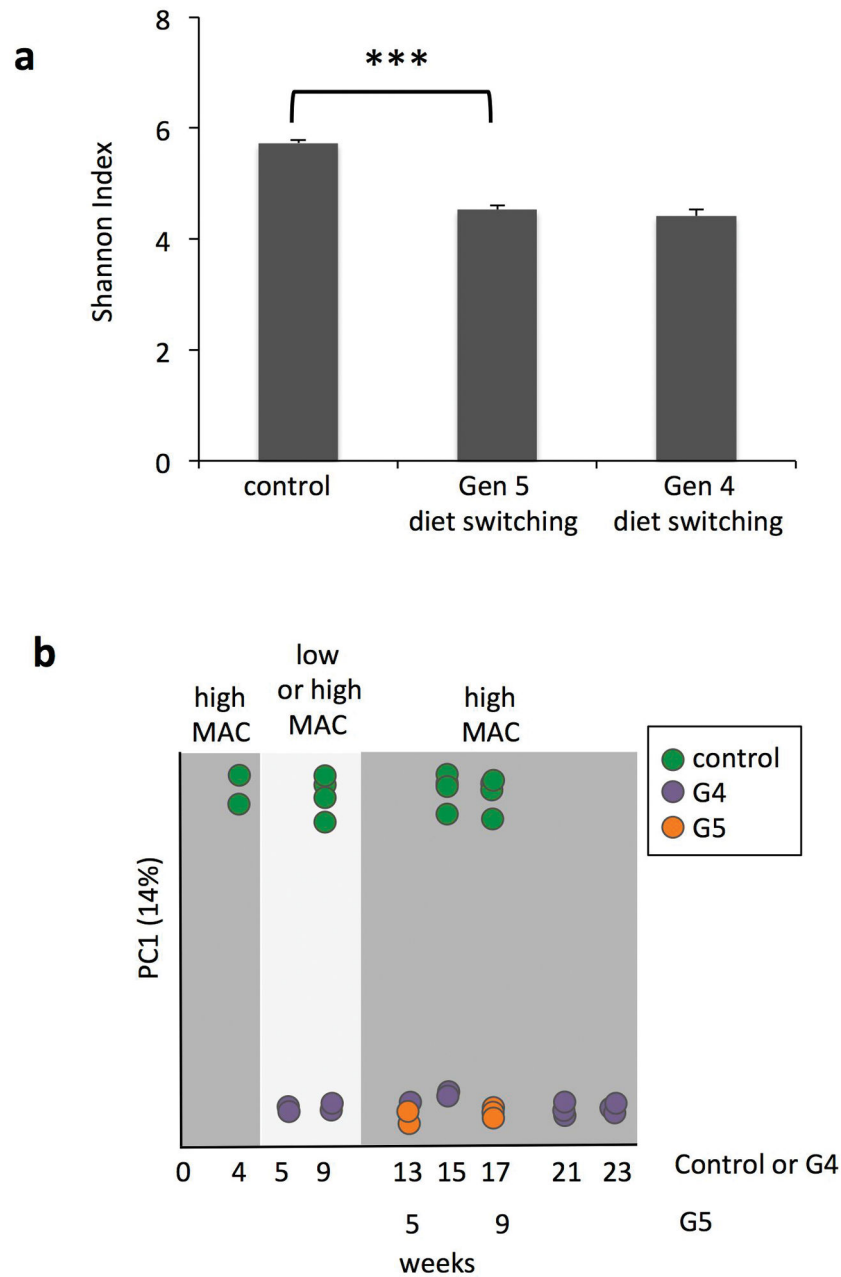 a
***
8
6
4
2
0
Shannon Index
control
Gen 5
diet switching
Gen 4
diet switching
b
high
MAC
low
or high
MAC
high
MAC
control
G4
G5
PC1 (14%)
0 4 5 9 13 15 17 21 23 Control or G4
5 9 G5
weeks